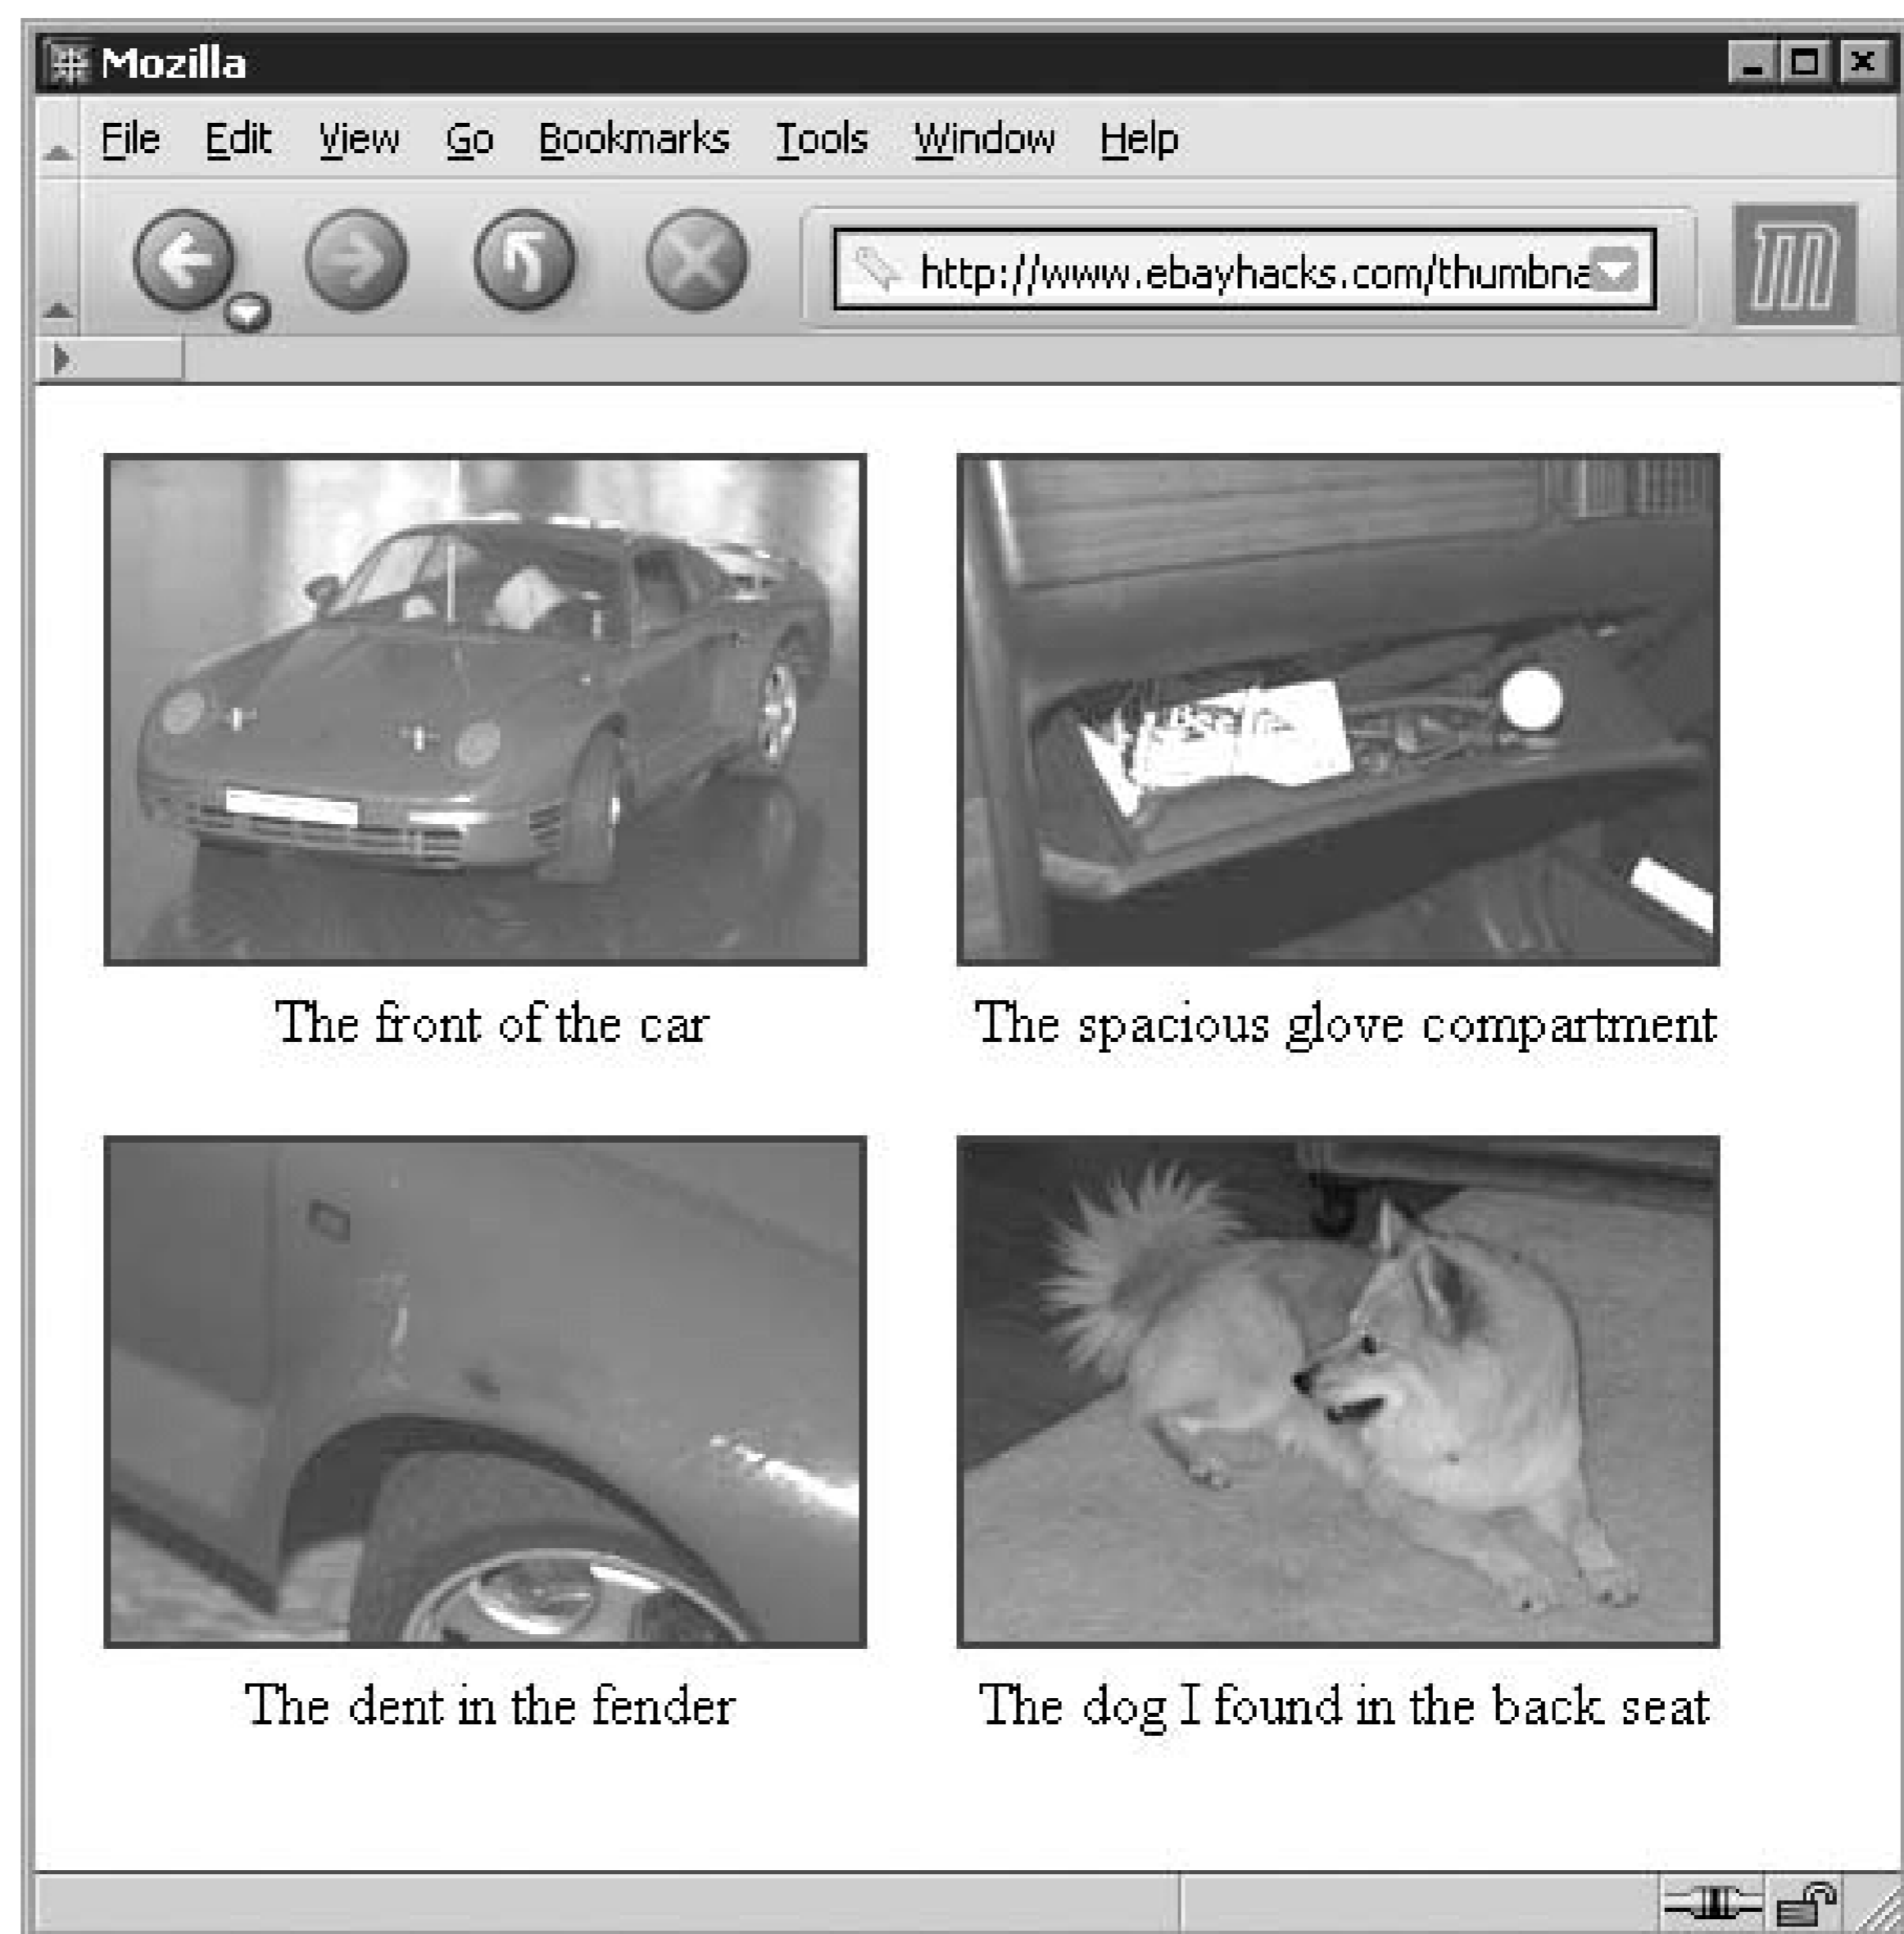 Mozilla
File Edit View Go Bookmarks Tools Window Help
http://www.ebayhacks.com/thumbna
The front of the car
The spacious glove compartment
The dent in the fender
The dog I found in the back seat